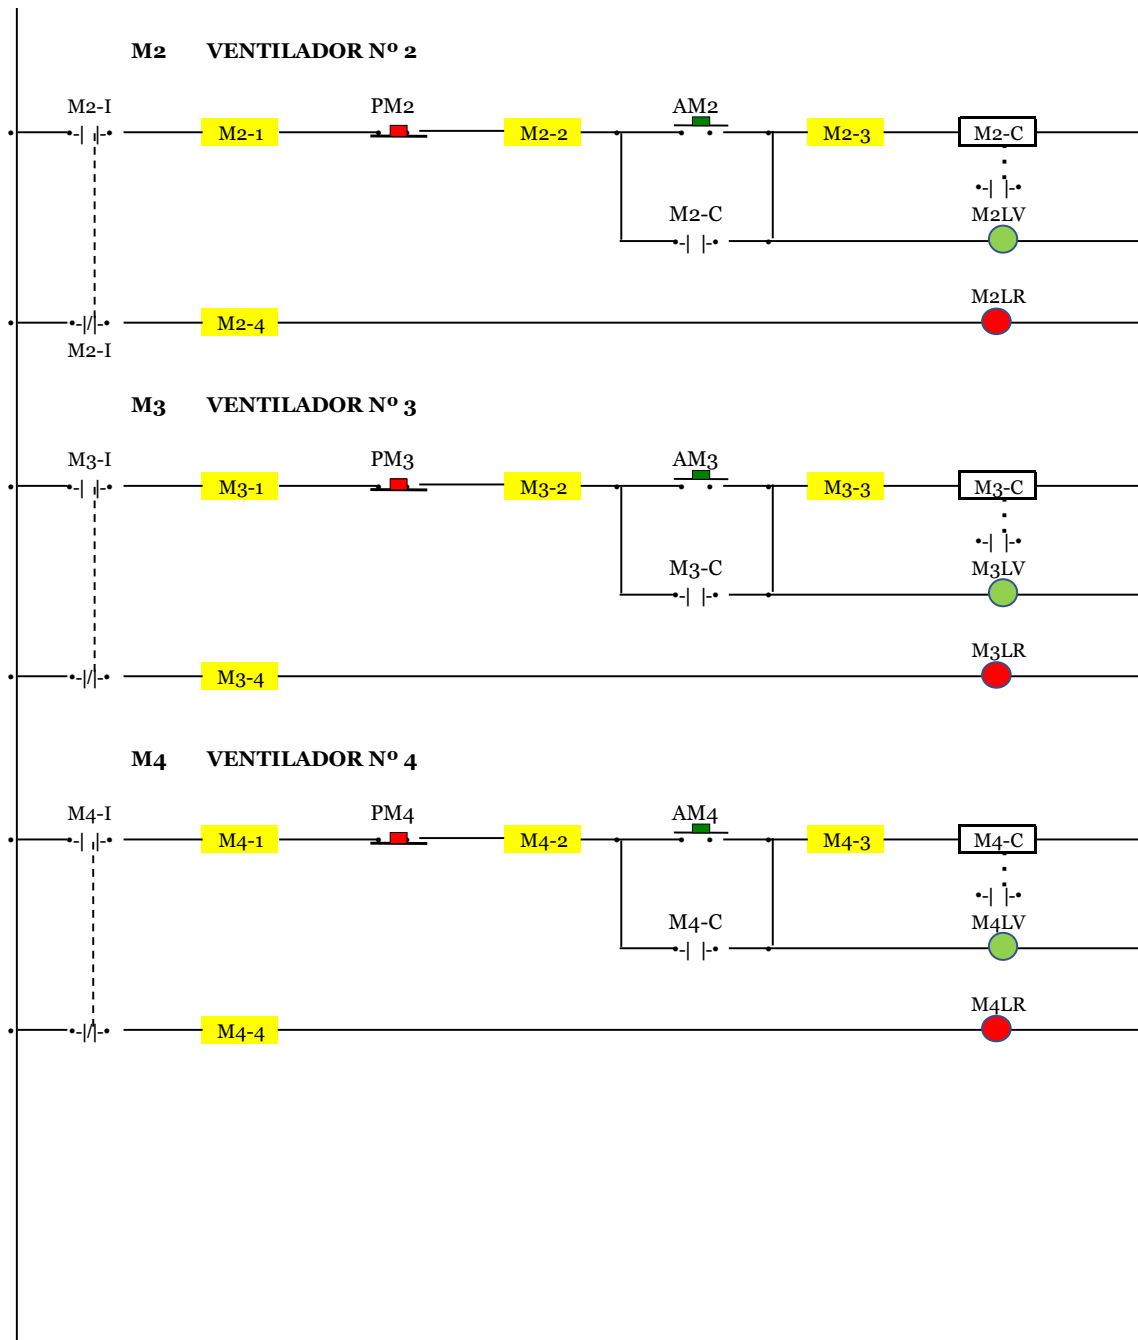 M2 VENTILADOR Nº 2
M2-I PM2 AM2
M2-1 M2-2 M2-3 M2-C
M2-C M2LV
M2LR
M2-4
M2-I
M3 VENTILADOR Nº 3
M3-I PM3 AM3
M3-1 M3-2 M3-3 M3-C
M3-C M3LV
M3LR
M3-4
M4 VENTILADOR Nº 4
M4-I PM4 AM4
M4-1 M4-2 M4-3 M4-C
M4-C M4LV
M4LR
M4-4